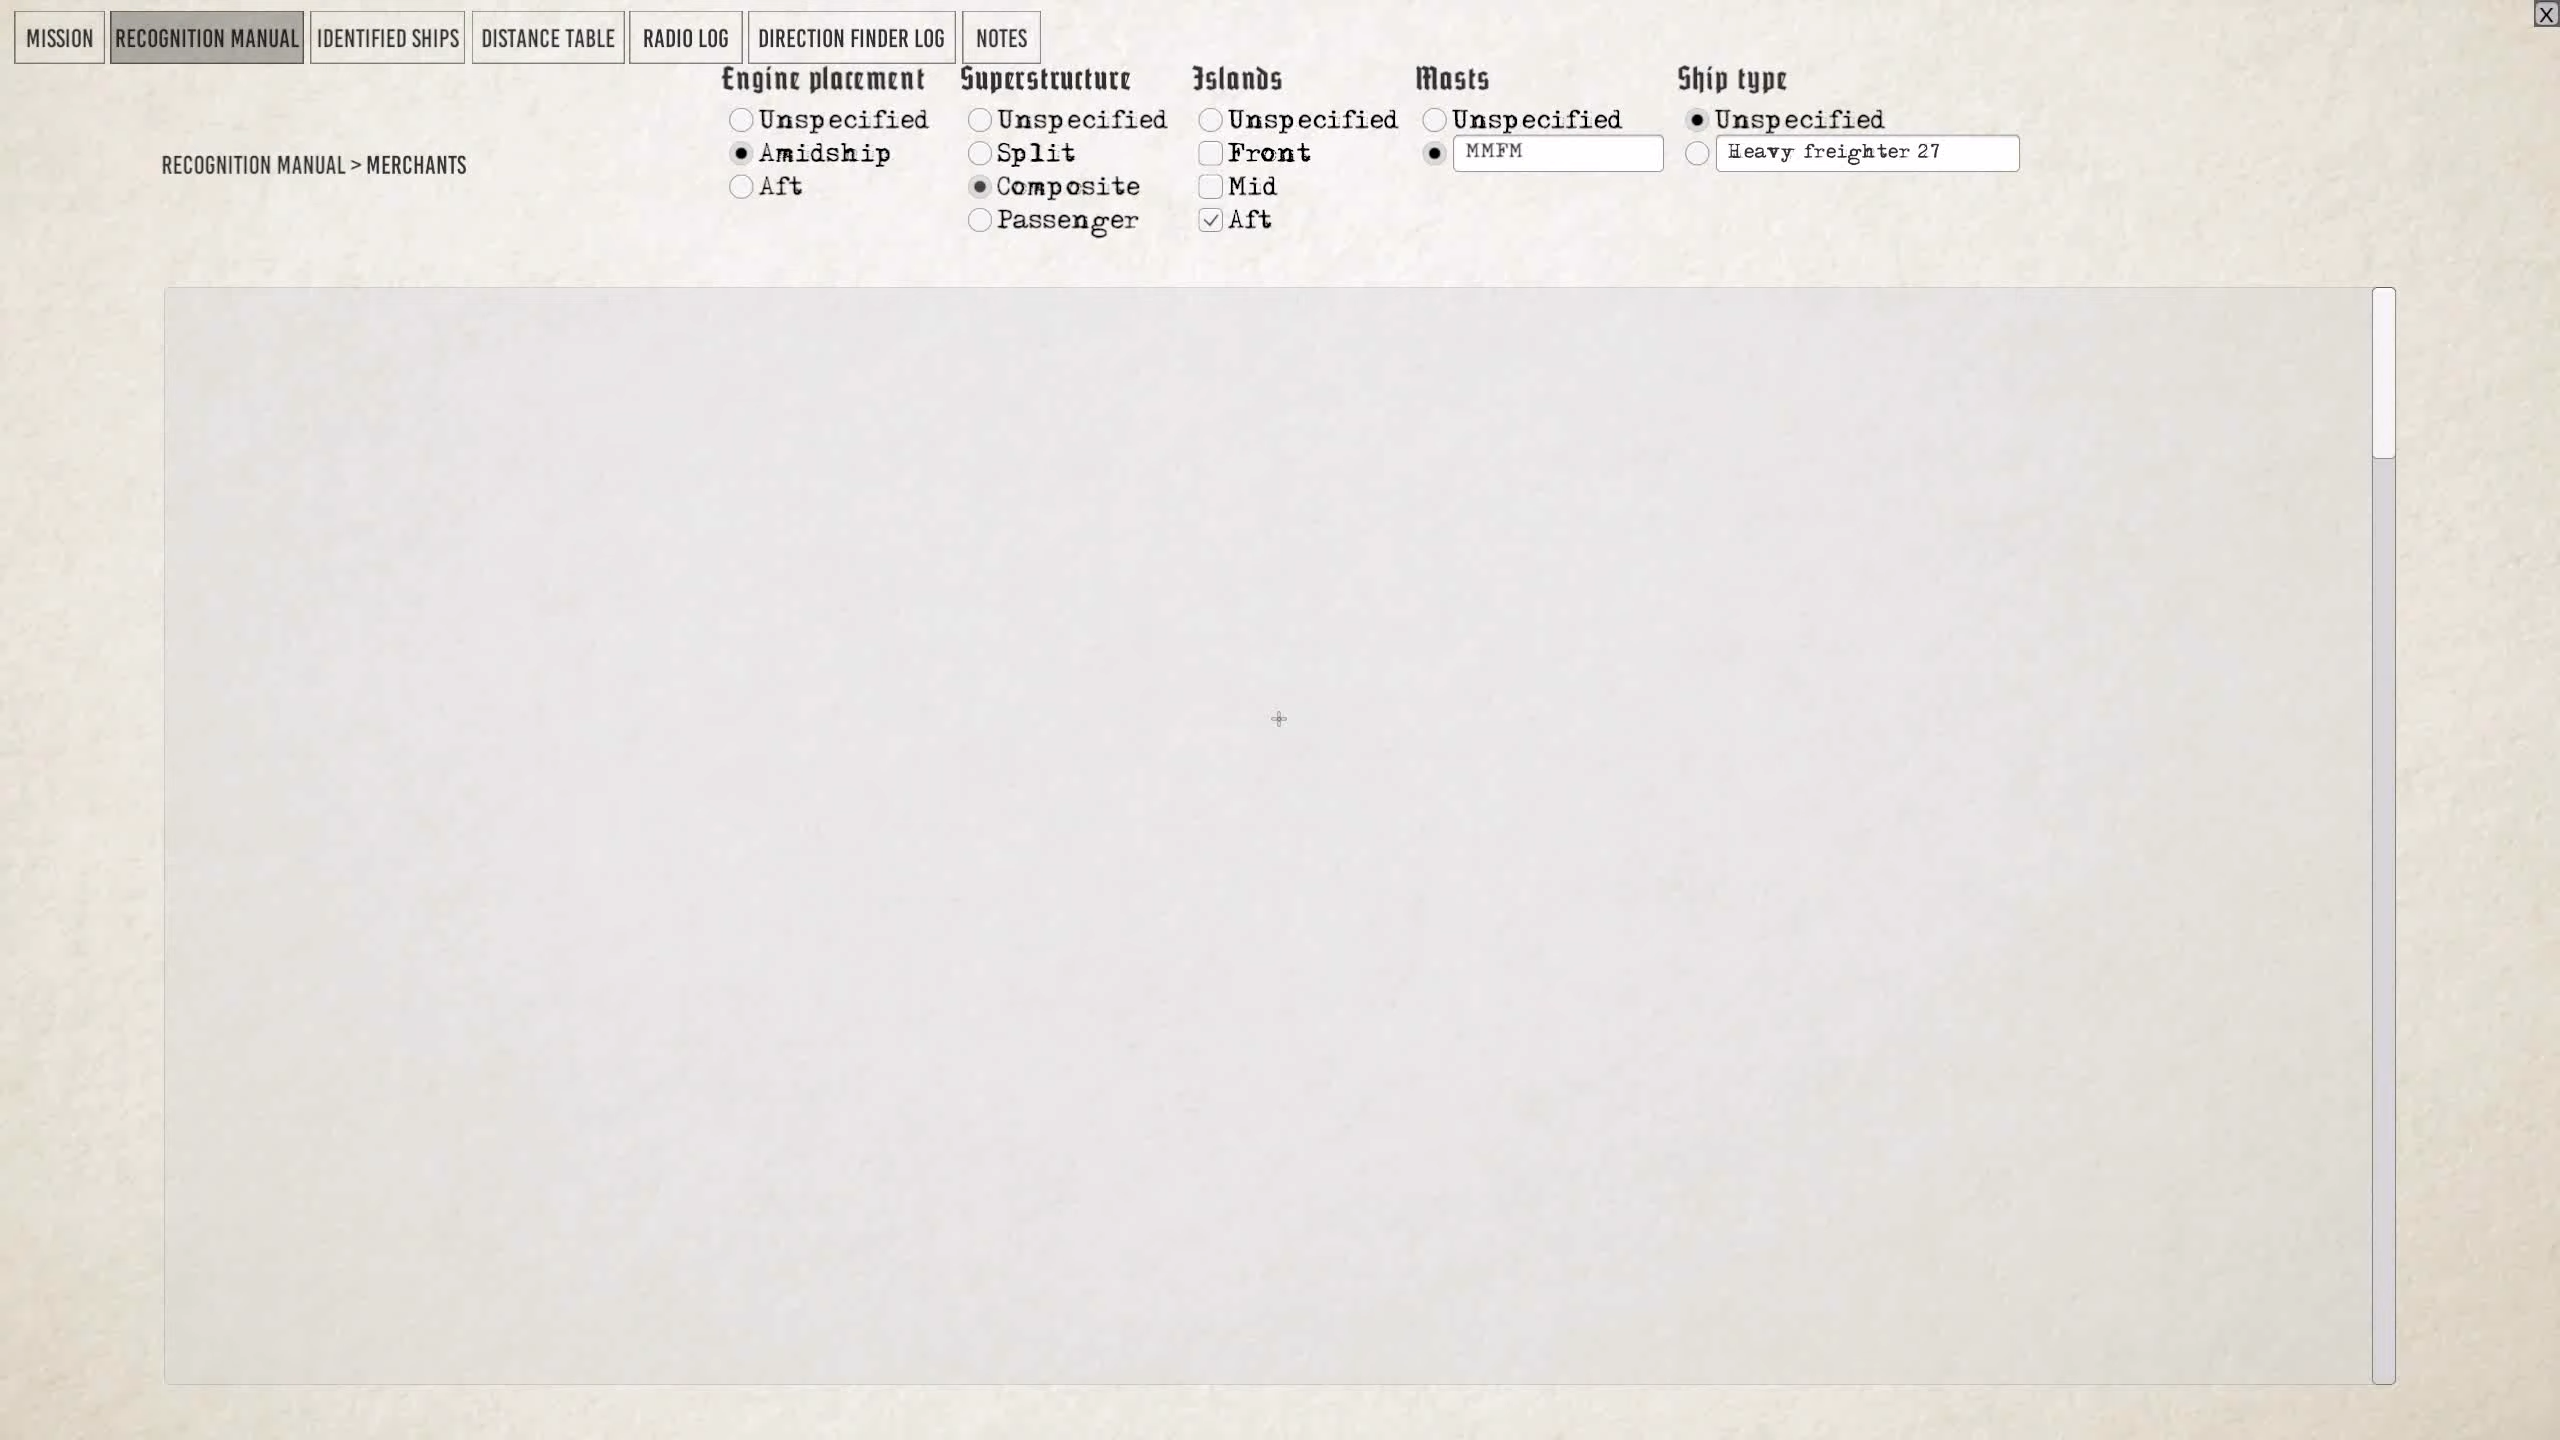 MISSION RECOGNITION MANUAL IDENTIFIED SHIPS DISTANCE TABLE RADIO LOG DIRECTION FINDER LOG NOTES X
Engine placement Superstructure Islands Masts Ship type
Unspecified Unspecified Unspecified Unspecified Unspecified
RECOGNITION MANUAL > MERCHANTS Amidship Split Front MMFM Heavy freighter 27
Aft Composite Mid
Passenger Aft